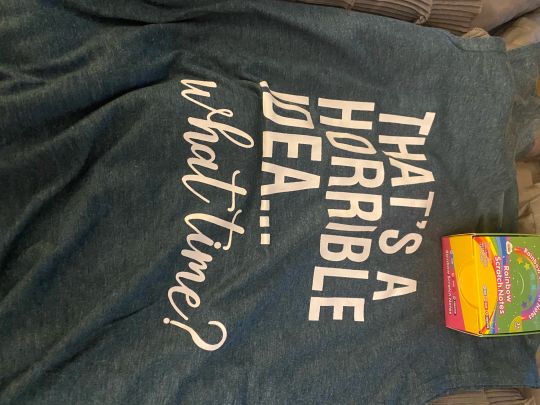 THAT'S A
HORRIBLE
IDEA...
what time?
Rainbow
Scratch Notes